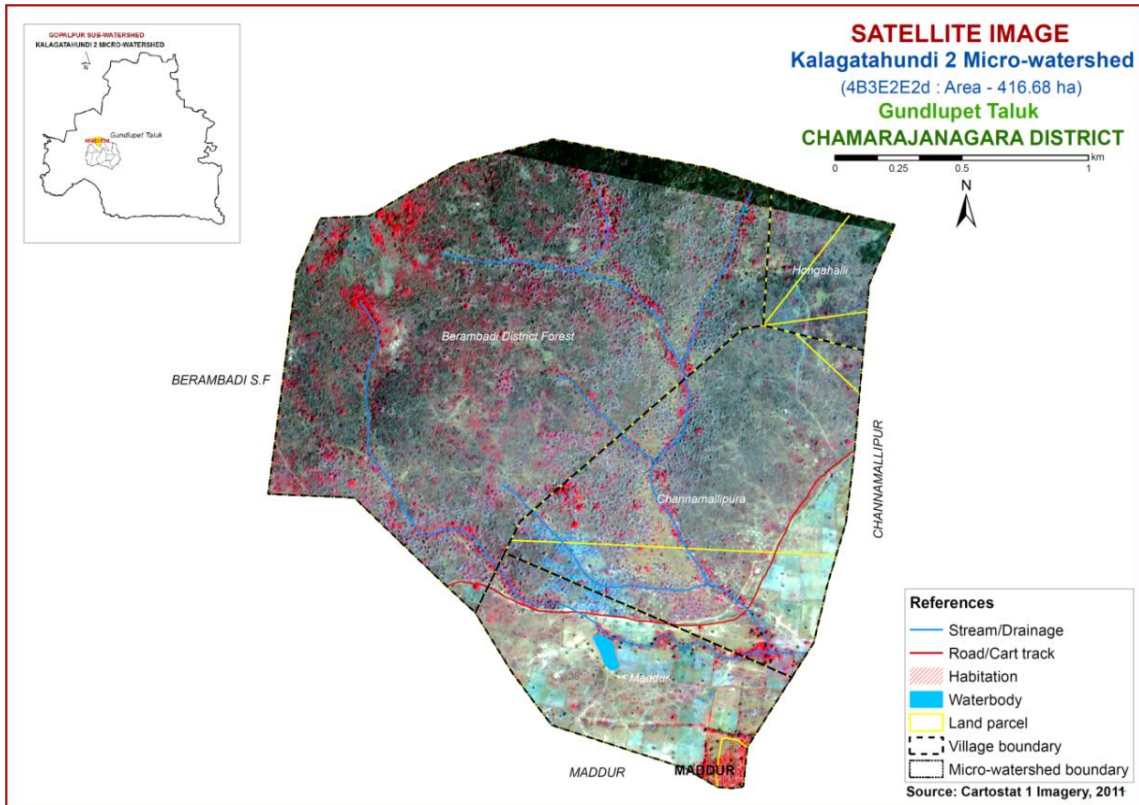 GOPALPUR SUB-WATERSHED
KALAGATAHUNDI 2 MICRO-WATERSHED
N
Gundlupet Taluk
SATELLITE IMAGE
Kalagatahundi 2 Micro-watershed
(4B3E2E2d : Area - 416.68 ha)
Gundlupet Taluk
CHAMARAJANAGARA DISTRICT
km
0 0.25 0.5 1
N
Hongahalli
Berambadi District Forest
BERAMBADI S.F
CHANNAMALLIPUR
Channamallipura
Maddur
MADDUR
MADDUR
References
Stream/Drainage
Road/Cart track
Habitation
Waterbody
Land parcel
Village boundary
Micro-watershed boundary
Source: Cartostat 1 Imagery, 2011